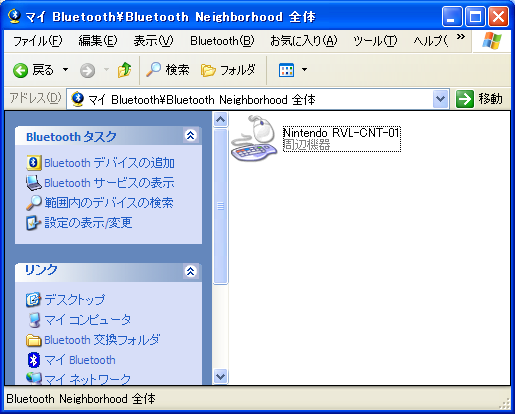 マイ Bluetooth¥Bluetooth Neighborhood 全体
ファイル(F) 編集(E) 表示(V) Bluetooth(B) お気に入り(A) ツール(T) ヘルプ( »
戻る 検索 フォルダ
アドレス(D) マイ Bluetooth¥Bluetooth Neighborhood 全体 移動
Bluetooth タスク
Bluetooth デバイスの追加
Bluetooth サービスの表示
範囲内のデバイスの検索
設定の表示/変更
リンク
デスクトップ
マイ コンピュータ
Bluetooth 交換フォルダ
マイ Bluetooth
マイ ネットワーク
Nintendo RVL-CNT-01
周辺機器
Bluetooth Neighborhood 全体